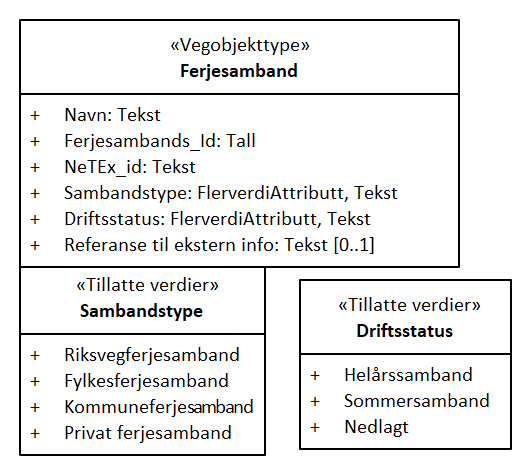 «Vegobjekttype»
Ferjesamband
+ Navn: Tekst
+ Ferjesambands_Id: Tall
+ NeTEx_id: Tekst
+ Sambandstype: FlerverdiAttributt, Tekst
+ Driftsstatus: FlerverdiAttributt, Tekst
+ Referanse til ekstern info: Tekst [0..1]
«Tillatte verdier»
Sambandstype
+ Riksvegferjesamband
+ Fylkesferjesamband
+ Kommuneferjesamband
+ Privat ferjesamband
«Tillatte verdier»
Driftsstatus
+ Helårssamband
+ Sommersamband
+ Nedlagt